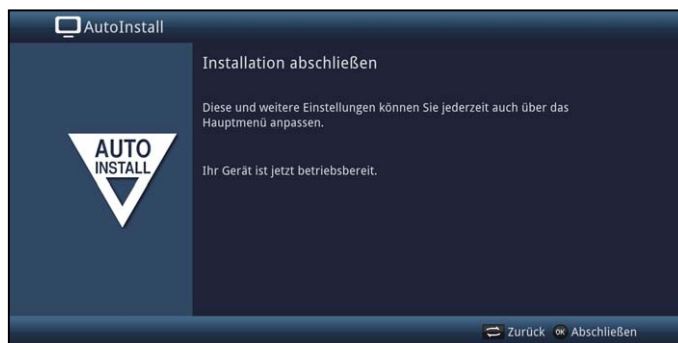 AutoInstall
Installation abschließen
Diese und weitere Einstellungen können Sie jederzeit auch über das
Hauptmenü anpassen.
AUTO
INSTALL
Ihr Gerät ist jetzt betriebsbereit.
Zurück OK Abschließen